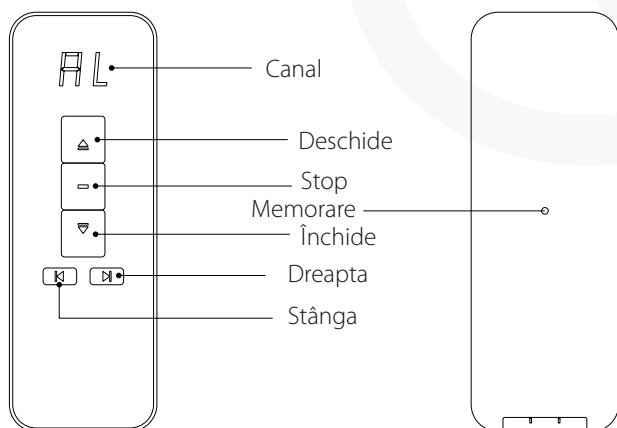 AL
Canal
Deschide
Stop
Memorare
Închide
Dreapta
Stânga